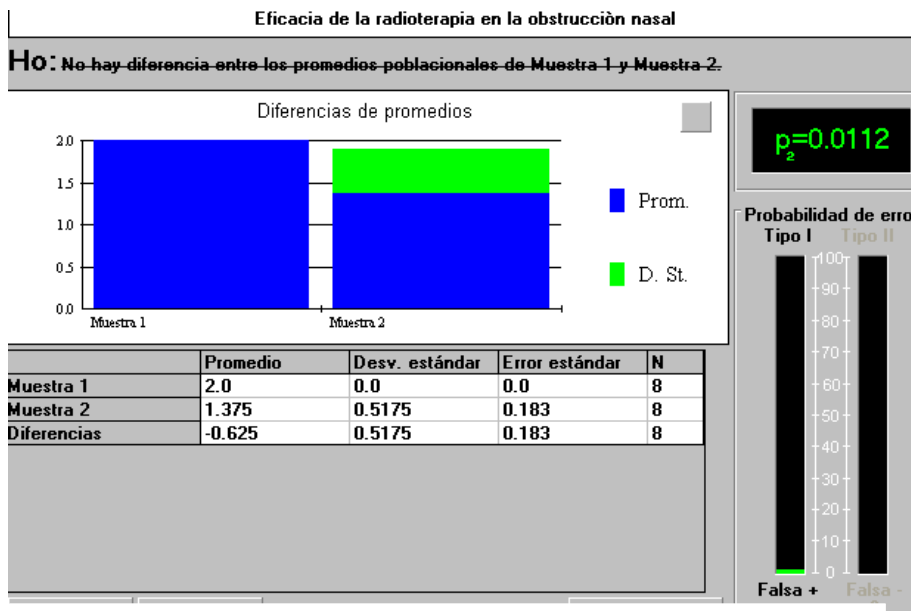 Eficacia de la radioterapia en la obstrucciòn nasal
Ho: No hay diferencia entre los promedios poblacionales de Muestra 1 y Muestra 2.
Diferencias de promedios
2.0
1.5
1.0
0.5
0.0
Muestra 1 Muestra 2
Prom.
D. St.
p2=0.0112
Probabilidad de erro
Tipo I Tipo II
100
90
80
70
60
50
40
30
20
10
0
Falsa + Falsa -
Promedio Desv. estándar Error estándar N
Muestra 1 2.0 0.0 0.0 8
Muestra 2 1.375 0.5175 0.183 8
Diferencias -0.625 0.5175 0.183 8